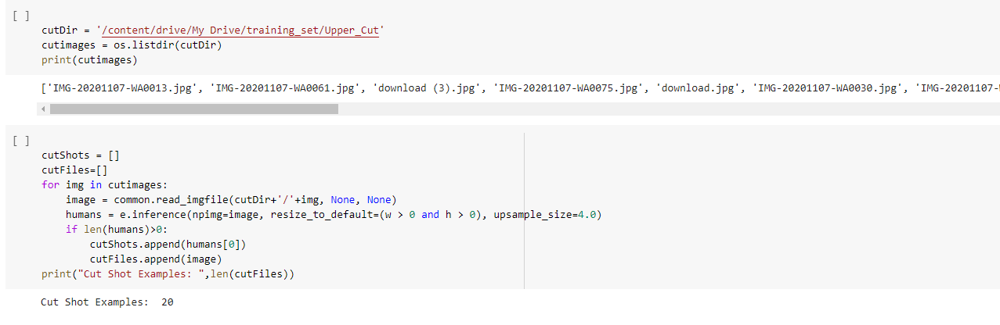 [ ]
cutDir = '/content/drive/My Drive/training_set/Upper_Cut'
cutimages = os.listdir(cutDir)
print(cutimages)
['IMG-20201107-WA0013.jpg', 'IMG-20201107-WA0061.jpg', 'download (3).jpg', 'IMG-20201107-WA0075.jpg', 'download.jpg', 'IMG-20201107-WA0030.jpg', 'IMG-20201107-
[ ]
cutShots = []
cutFiles=[]
for img in cutimages:
    image = common.read_imgfile(cutDir+'/'+img, None, None)
    humans = e.inference(npimg=image, resize_to_default=(w > 0 and h > 0), upsample_size=4.0)
    if len(humans)>0:
        cutShots.append(humans[0])
        cutFiles.append(image)
print("Cut Shot Examples: ",len(cutFiles))
Cut Shot Examples:  20